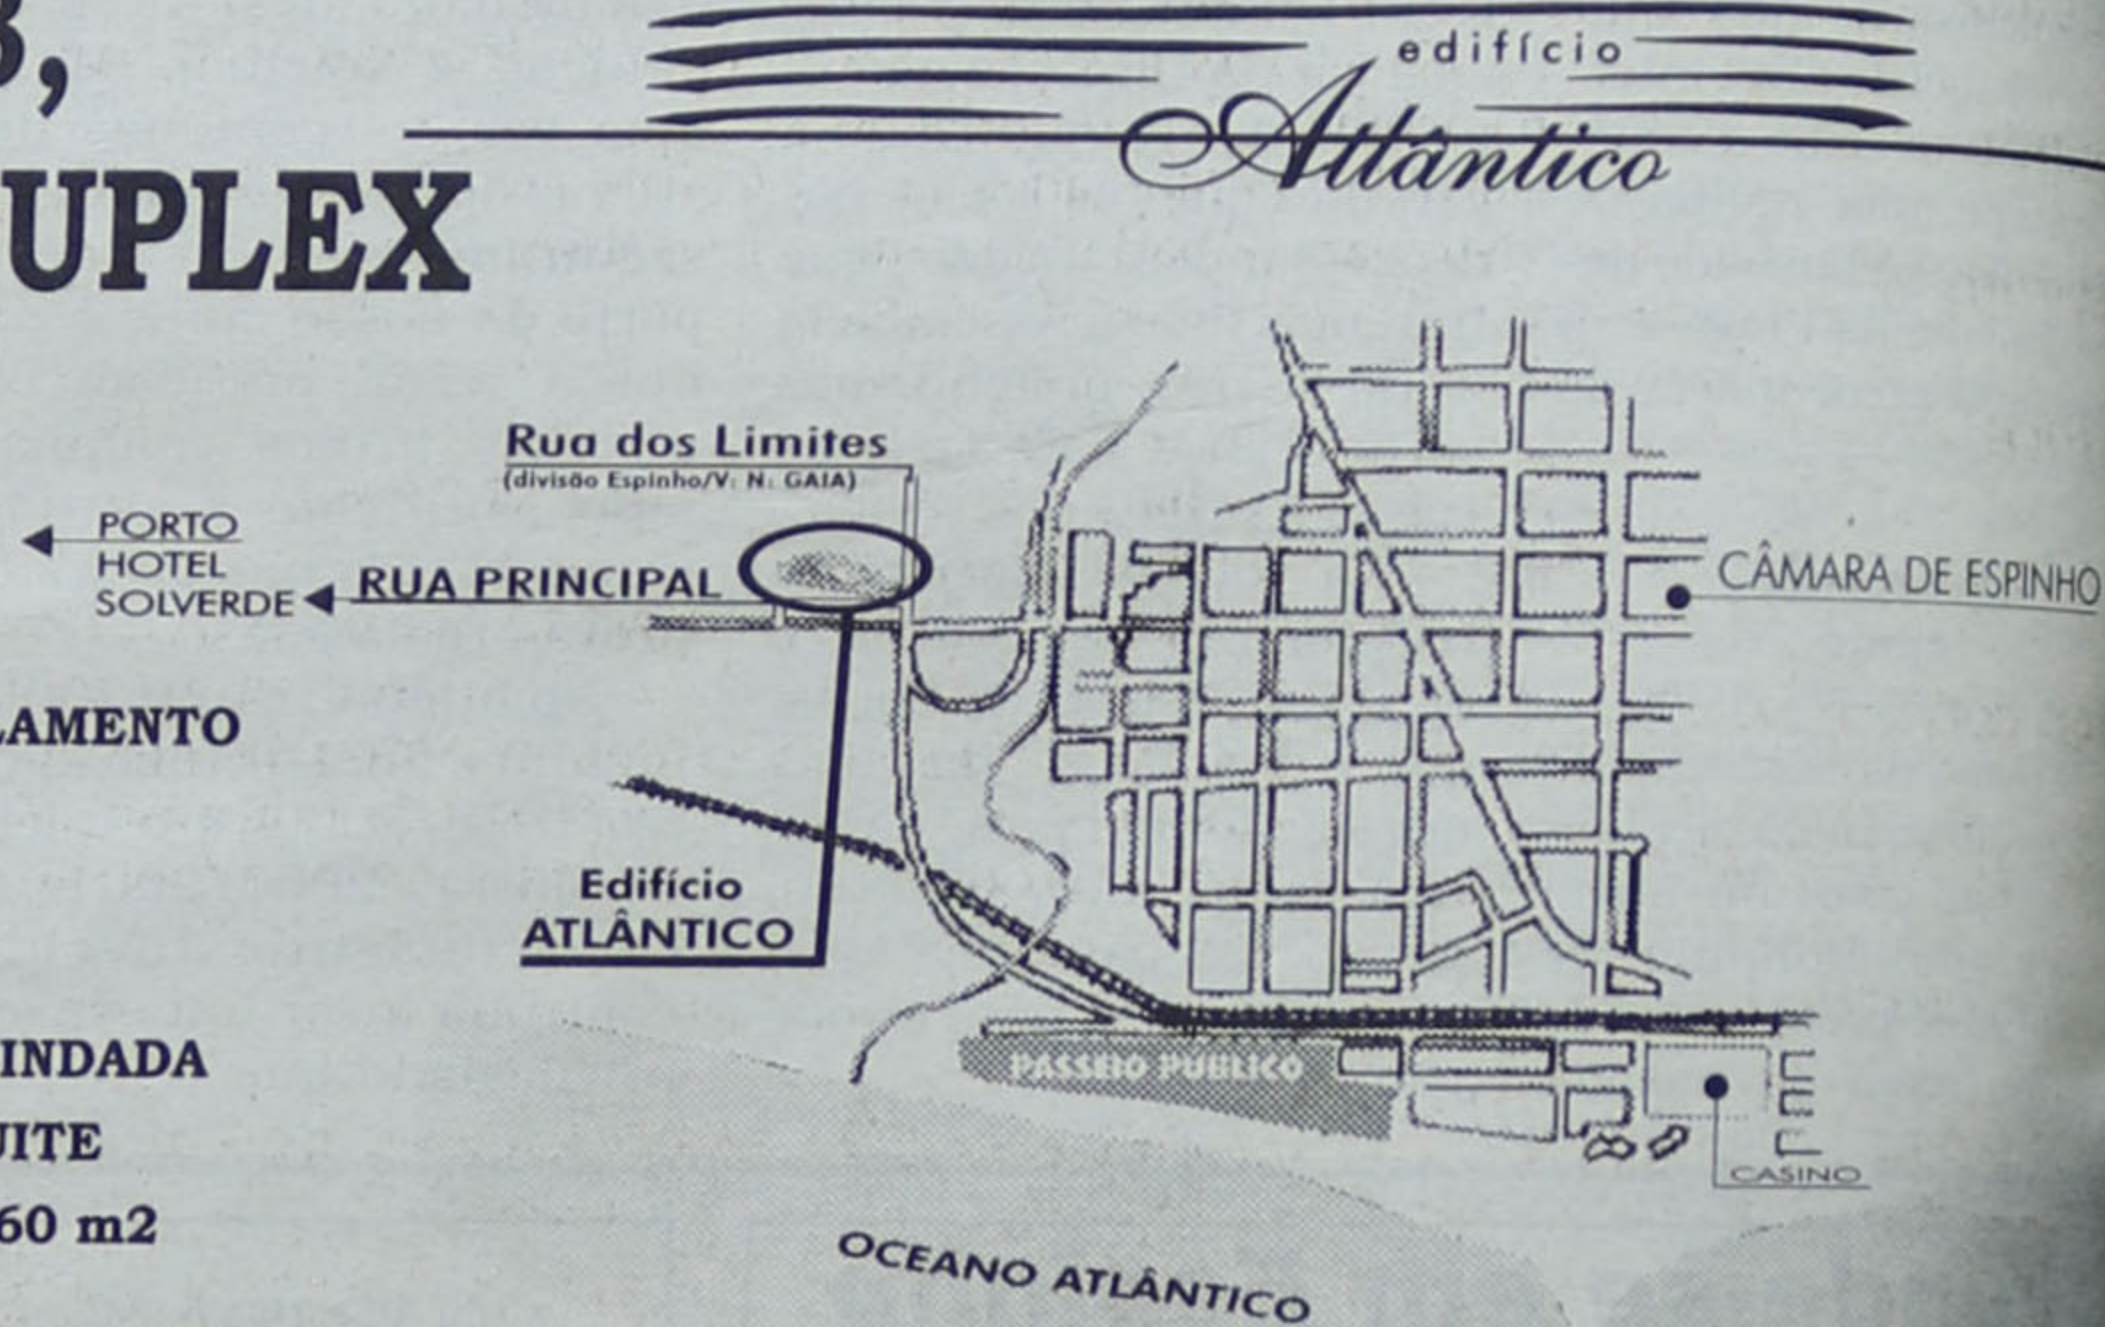 edifício
Atlântico
UPLEX
Rua dos Limites
(divisão Espinho/V. N. GAIA)
PORTO
HOTEL
SOLVERDE
RUA PRINCIPAL
CÂMARA DE ESPINHO
LAMENTO
Edifício
ATLÂNTICO
INDADA
UITE
60 m2
PASSEIO PÚBLICO
CASINO
OCEANO ATLÂNTICO